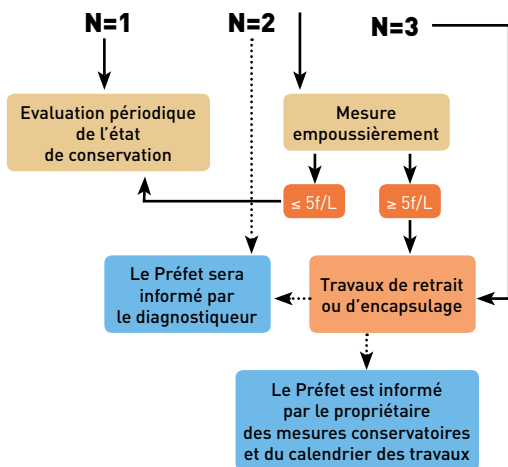 N=1
N=2
N=3
Evaluation périodique
de l'état
de conservation
Mesure
empoussièrement
≤ 5f/L
≥ 5f/L
Le Préfet sera
informé par
le diagnostiqueur
Travaux de retrait
ou d'encapsulage
Le Préfet est informé
par le propriétaire
des mesures conservatoires
et du calendrier des travaux